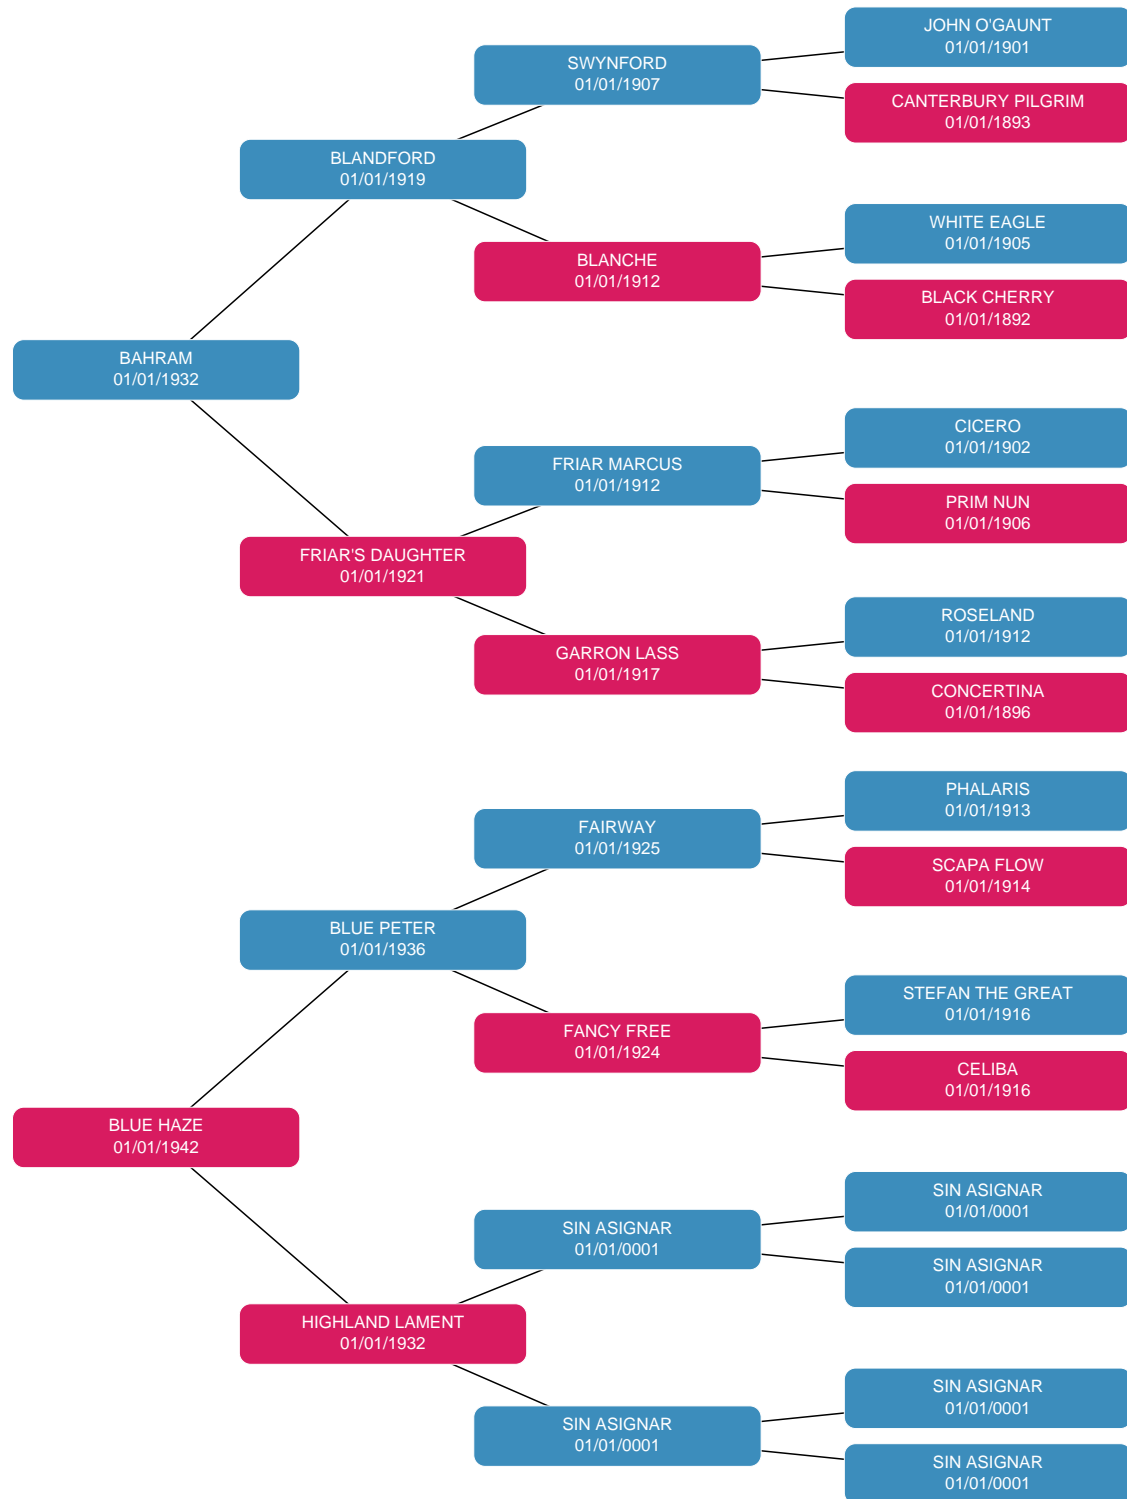 JOHN O'GAUNT
01/01/1901
SWYNFORD
01/01/1907
CANTERBURY PILGRIM
01/01/1893
BLANDFORD
01/01/1919
WHITE EAGLE
01/01/1905
BLANCHE
01/01/1912
BLACK CHERRY
01/01/1892
BAHRAM
01/01/1932
CICERO
01/01/1902
FRIAR MARCUS
01/01/1912
PRIM NUN
01/01/1906
FRIAR'S DAUGHTER
01/01/1921
ROSELAND
01/01/1912
GARRON LASS
01/01/1917
CONCERTINA
01/01/1896
PHALARIS
01/01/1913
FAIRWAY
01/01/1925
SCAPA FLOW
01/01/1914
BLUE PETER
01/01/1936
STEFAN THE GREAT
01/01/1916
FANCY FREE
01/01/1924
CELIBA
01/01/1916
BLUE HAZE
01/01/1942
SIN ASIGNAR
01/01/0001
SIN ASIGNAR
01/01/0001
SIN ASIGNAR
01/01/0001
HIGHLAND LAMENT
01/01/1932
SIN ASIGNAR
01/01/0001
SIN ASIGNAR
01/01/0001
SIN ASIGNAR
01/01/0001